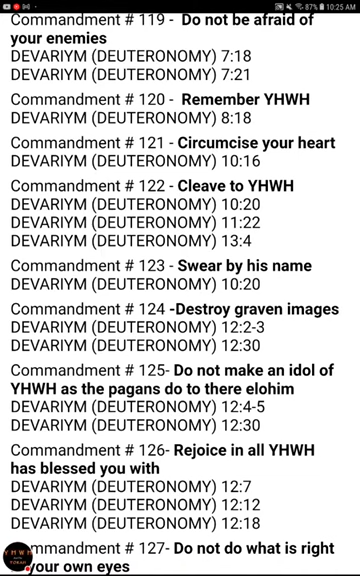 87% 10:25 AM
Commandment # 119 - Do not be afraid of
your enemies
DEVARIYM (DEUTERONOMY) 7:18
DEVARIYM (DEUTERONOMY) 7:21
Commandment # 120 - Remember YHWH
DEVARIYM (DEUTERONOMY) 8:18
Commandment # 121 - Circumcise your heart
DEVARIYM (DEUTERONOMY) 10:16
Commandment # 122 - Cleave to YHWH
DEVARIYM (DEUTERONOMY) 10:20
DEVARIYM (DEUTERONOMY) 11:22
DEVARIYM (DEUTERONOMY) 13:4
Commandment # 123 - Swear by his name
DEVARIYM (DEUTERONOMY) 10:20
Commandment # 124 -Destroy graven images
DEVARIYM (DEUTERONOMY) 12:2-3
DEVARIYM (DEUTERONOMY) 12:30
Commandment # 125- Do not make an idol of
YHWH as the pagans do to there elohim
DEVARIYM (DEUTERONOMY) 12:4-5
DEVARIYM (DEUTERONOMY) 12:30
Commandment # 126- Rejoice in all YHWH
has blessed you with
DEVARIYM (DEUTERONOMY) 12:7
DEVARIYM (DEUTERONOMY) 12:12
DEVARIYM (DEUTERONOMY) 12:18
mmandment # 127- Do not do what is right
your own eyes
Y M W M
TORAH